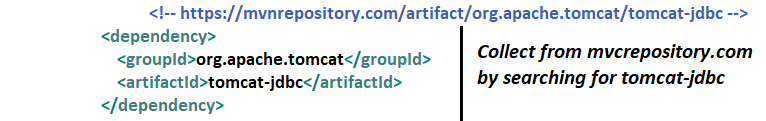 <!-- https://mvnrepository.com/artifact/org.apache.tomcat/tomcat-jdbc -->
<dependency>
<groupId>org.apache.tomcat</groupId>
<artifactId>tomcat-jdbc</artifactId>
</dependency>
Collect from mvcrepository.com
by searching for tomcat-jdbc